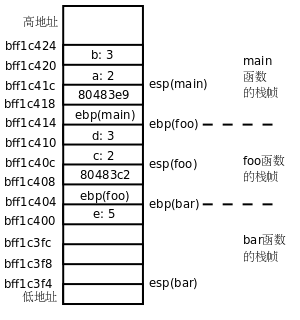 高地址
bff1c424
b: 3
bff1c420
a: 2
bff1c41c
esp(main)
80483e9
bff1c418
ebp(main)
bff1c414
ebp(foo)
d: 3
bff1c410
c: 2
bff1c40c
esp(foo)
80483c2
bff1c408
ebp(foo)
bff1c404
ebp(bar)
e: 5
bff1c400
bff1c3fc
bff1c3f8
bff1c3f4
esp(bar)
低地址
main
函数
的栈帧
foo函数
的栈帧
bar函数
的栈帧